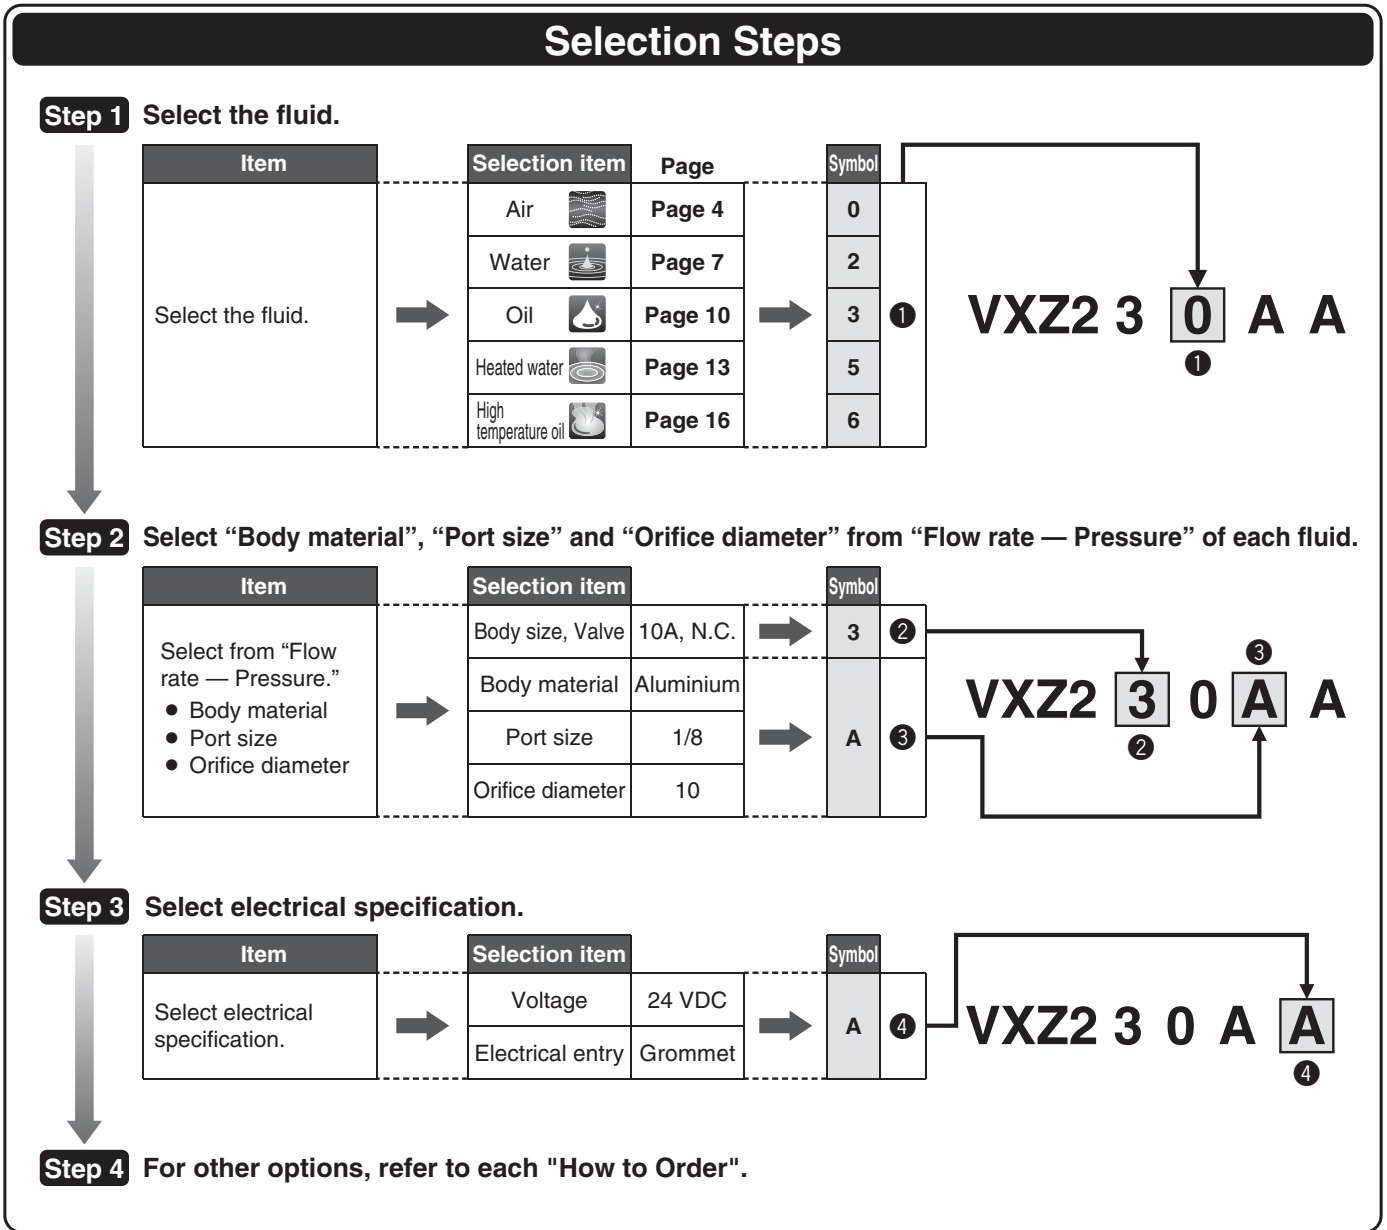 Selection Steps
Step 1 Select the fluid.
Item
Selection item
Page
Symbol
Select the fluid.
Air Page 4 0
Water Page 7 2
Oil Page 10 3
Heated water Page 13 5
High
temperature oil Page 16 6
❶
VXZ2 3 0 A A
❶
Step 2 Select “Body material”, “Port size” and “Orifice diameter” from “Flow rate — Pressure” of each fluid.
Item
Selection item
Symbol
Select from “Flow
rate — Pressure.”
● Body material
● Port size
● Orifice diameter
Body size, Valve 10A, N.C. 3 ❷
Body material Aluminium
Port size 1/8 A ❸
Orifice diameter 10
❸
VXZ2 3 0 A A
❷
Step 3 Select electrical specification.
Item
Selection item
Symbol
Select electrical
specification.
Voltage 24 VDC
Electrical entry Grommet
A ❹
VXZ2 3 0 A A
❹
Step 4 For other options, refer to each "How to Order".